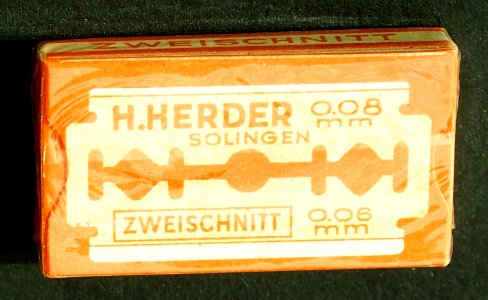 ZWEISCHNITT
H.HERDER 0.08 mm
SOLINGEN
ZWEISCHNITT 0.06 mm